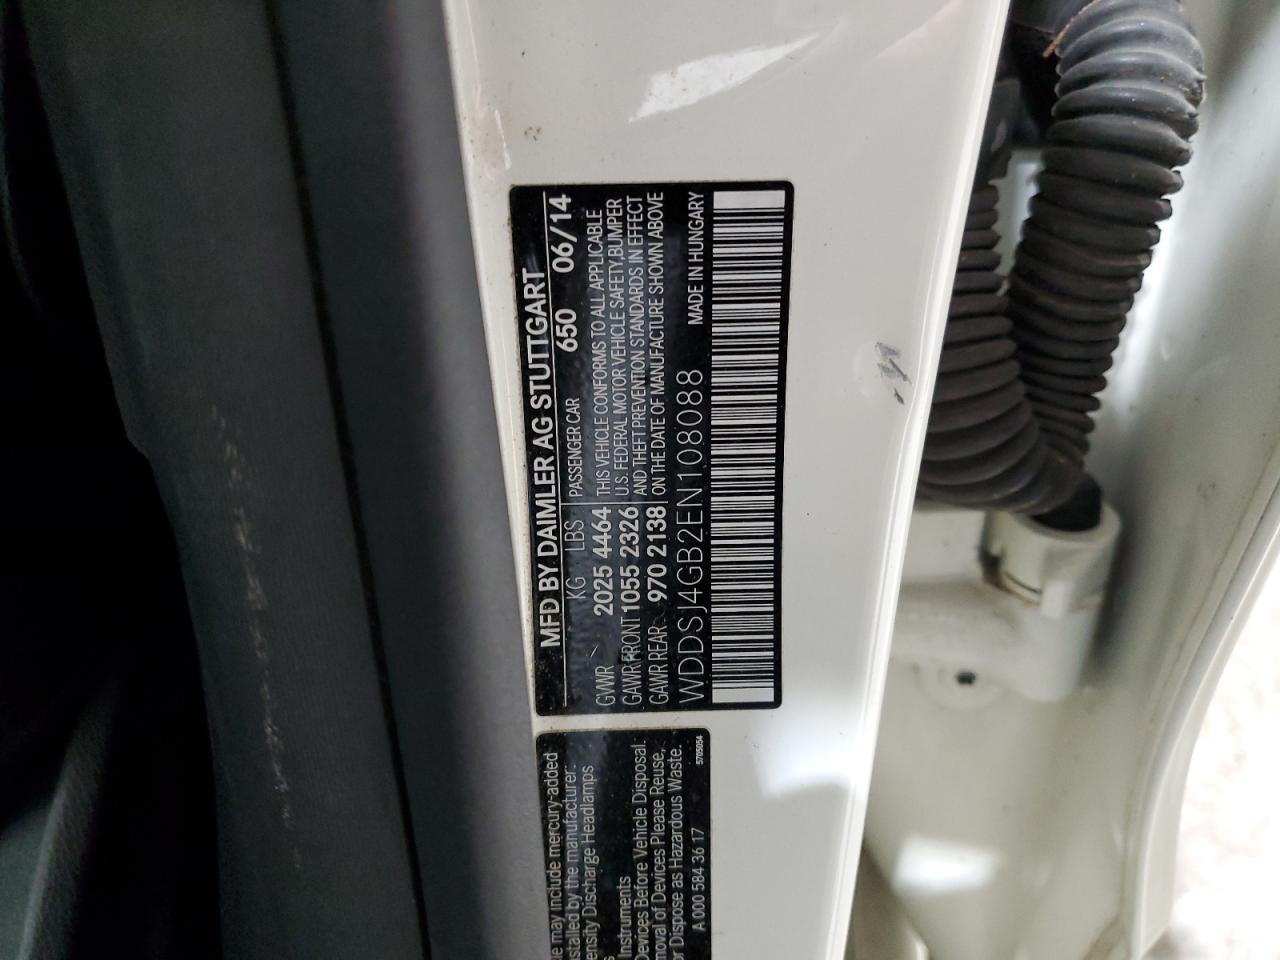 MFD BY DAIMLER AG STUTTGART
KG LBS PASSENGER CAR 650 06/14
GVWR 2025 4464 THIS VEHICLE CONFORMS TO ALL APPLICABLE
GAWR FRONT 1055 2326 U.S. FEDERAL MOTOR VEHICLE SAFETY,BUMPER
AND THEFT PREVENTION STANDARDS IN EFFECT
GAWR REAR 970 2138 ON THE DATE OF MANUFACTURE SHOWN ABOVE
WDDSJ4GB2EN108088 MADE IN HUNGARY
may include mercury-added
by the manufacturer:
Discharge Headlamps
Instruments
Devices Before Vehicle Disposal.
of Devices Please Reuse,
or Dispose as Hazardous Waste.
A 000 584 36 17 5705054